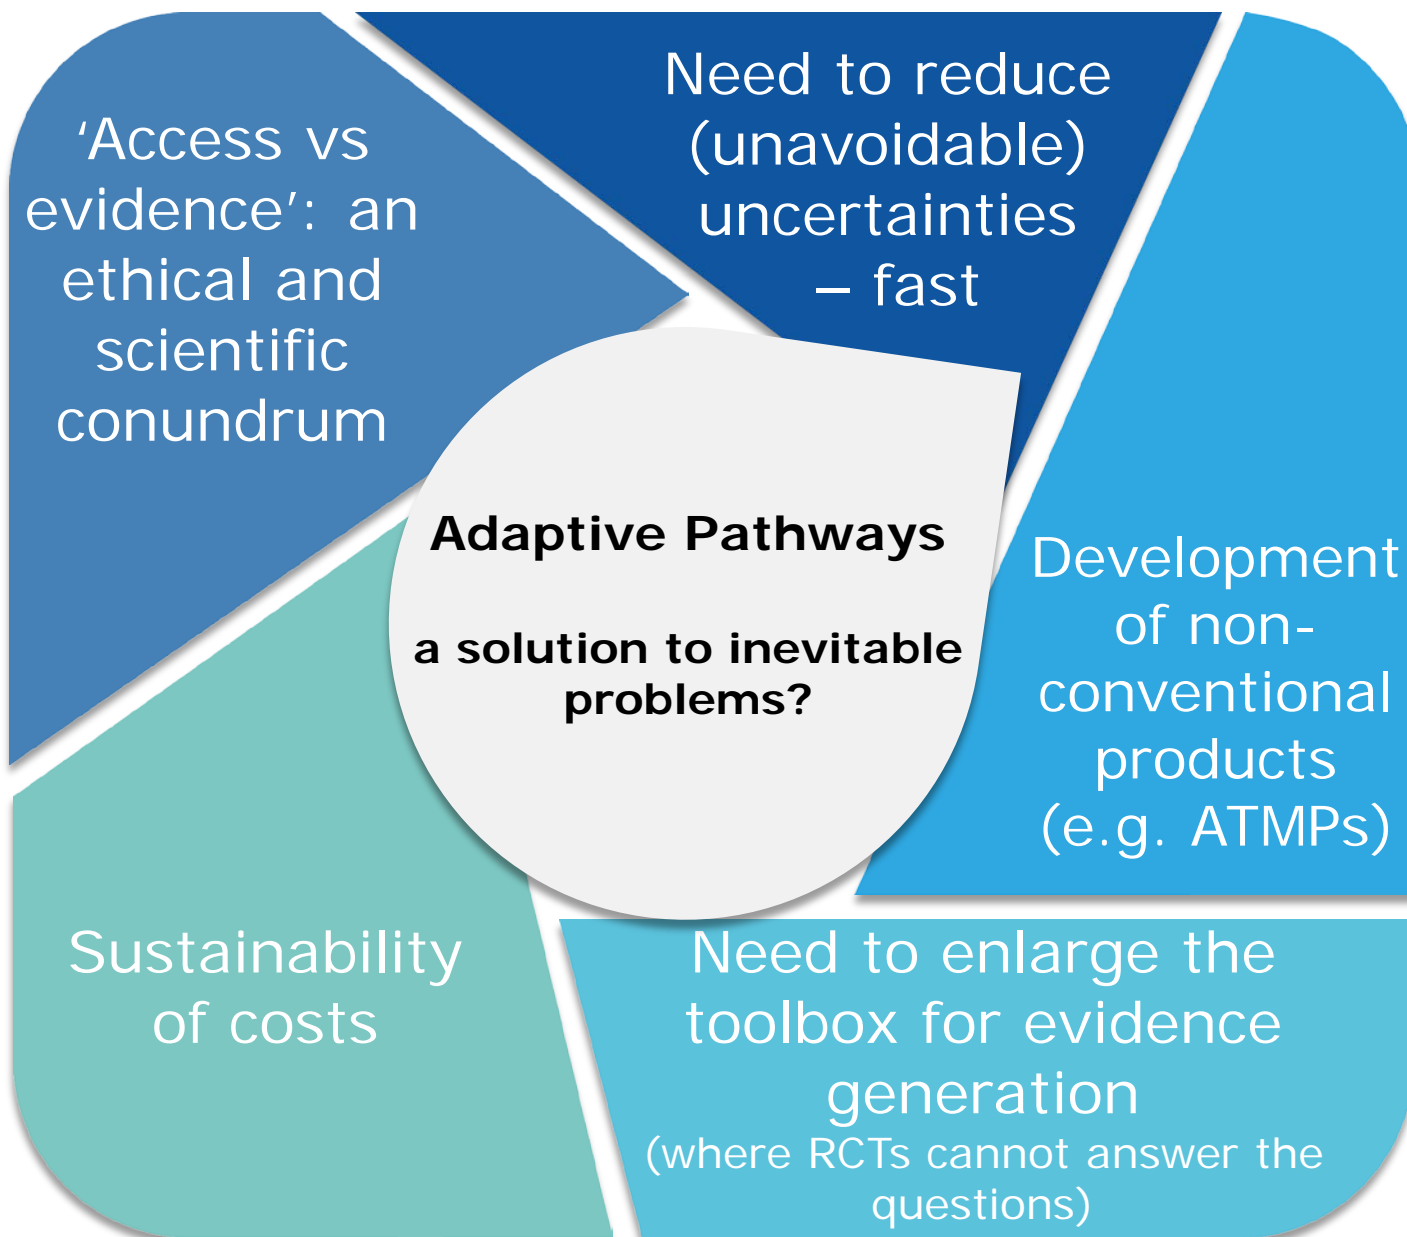 ‘Access vs
evidence’: an
ethical and
scientific
conundrum
Need to reduce
(unavoidable)
uncertainties
– fast
Development
of non-
conventional
products
(e.g. ATMPs)
Need to enlarge the
toolbox for evidence
generation
(where RCTs cannot answer the
questions)
Sustainability
of costs
Adaptive Pathways
a solution to inevitable
problems?